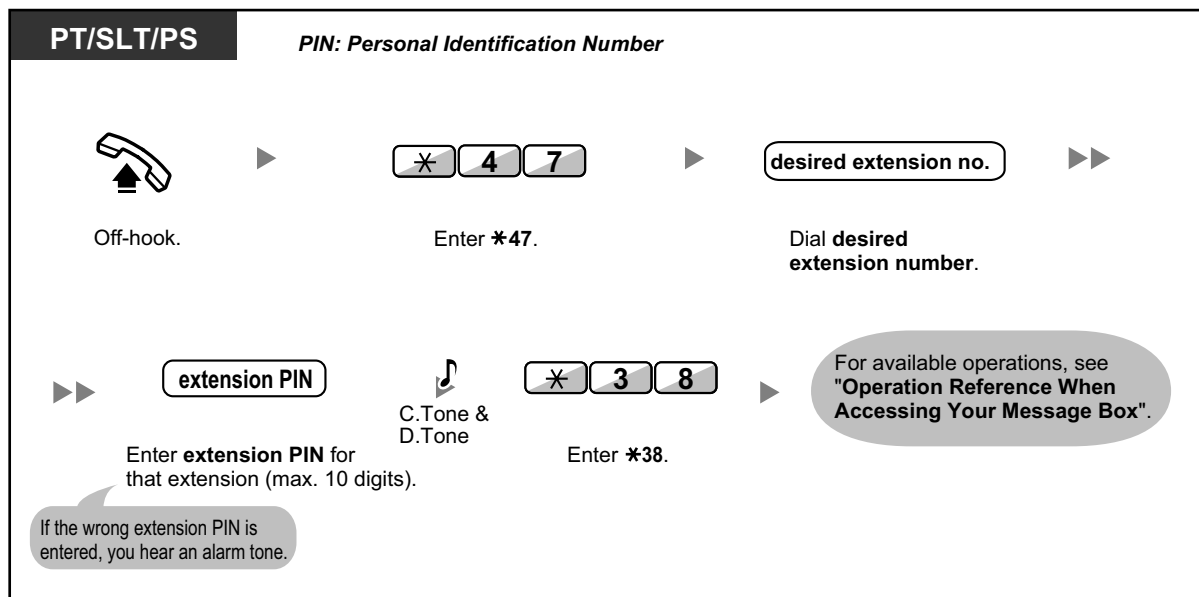 PT/SLT/PS
PIN: Personal Identification Number
✳ 4 7
desired extension no.
Off-hook.
Enter ✳47.
Dial desired
extension number.
extension PIN
C.Tone &
D.Tone
✳ 3 8
For available operations, see
"Operation Reference When
Accessing Your Message Box".
Enter extension PIN for
that extension (max. 10 digits).
Enter ✳38.
If the wrong extension PIN is
entered, you hear an alarm tone.